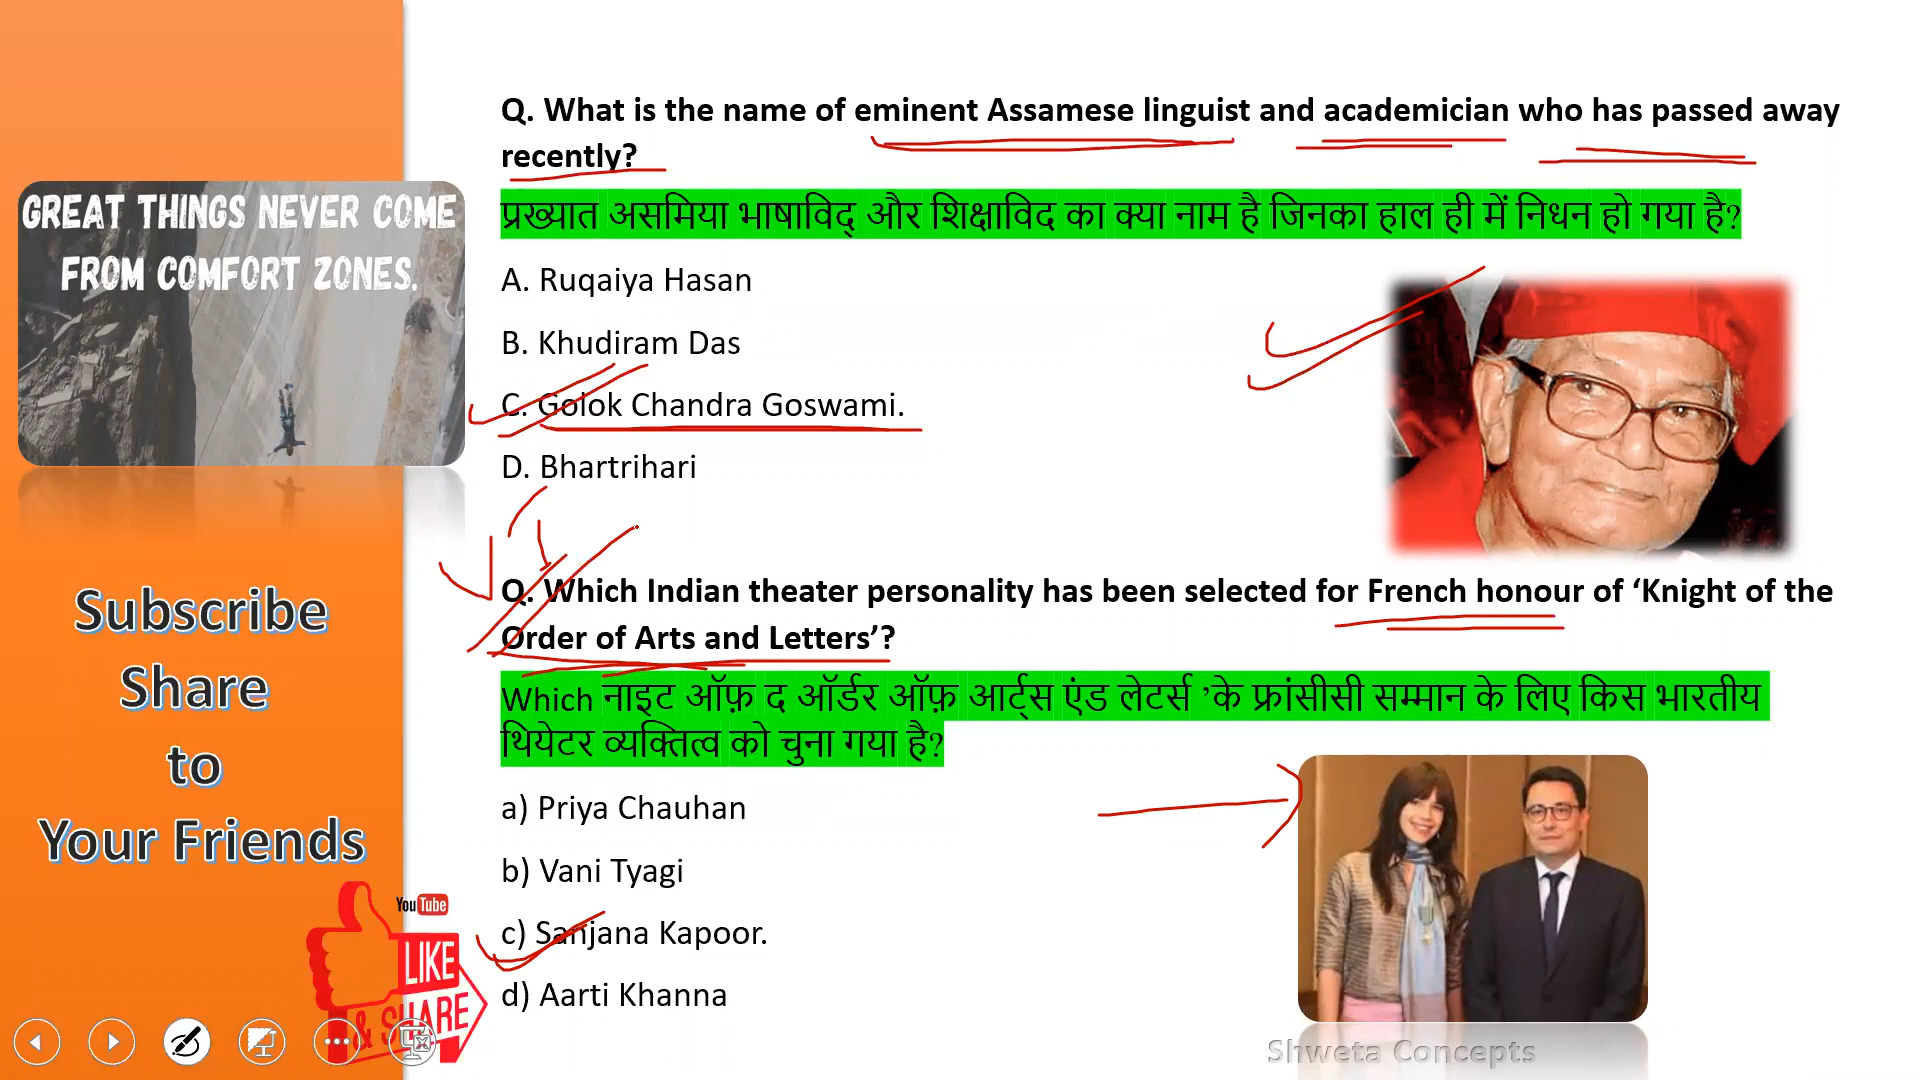 GREAT THINGS NEVER COME
FROM COMFORT ZONES.
Subscribe
Share
to
Your Friends
YouTube
LIKE
& SHARE
Q. What is the name of eminent Assamese linguist and academician who has passed away
recently?
प्रख्यात असमिया भाषाविद् और शिक्षाविद का क्या नाम है जिनका हाल ही में निधन हो गया है?
A. Ruqaiya Hasan
B. Khudiram Das
C. Golok Chandra Goswami.
D. Bhartrihari
Q. Which Indian theater personality has been selected for French honour of ‘Knight of the
Order of Arts and Letters’?
Which नाइट ऑफ़ द ऑर्डर ऑफ़ आर्ट्स एंड लेटर्स ’के फ्रांसीसी सम्मान के लिए किस भारतीय
थियेटर व्यक्तित्व को चुना गया है?
a) Priya Chauhan
b) Vani Tyagi
c) Sanjana Kapoor.
d) Aarti Khanna
Shweta Concepts